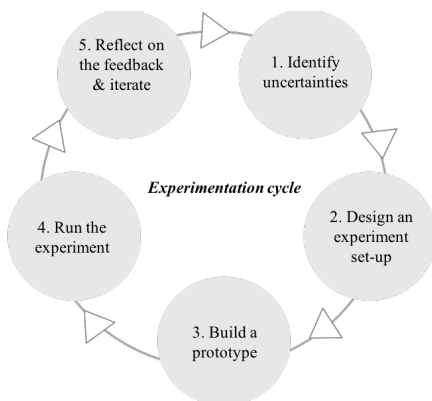 5. Reflect on
the feedback
& iterate
1. Identify
uncertainties
Experimentation cycle
2. Design an
experiment
set-up
3. Build a
prototype
4. Run the
experiment